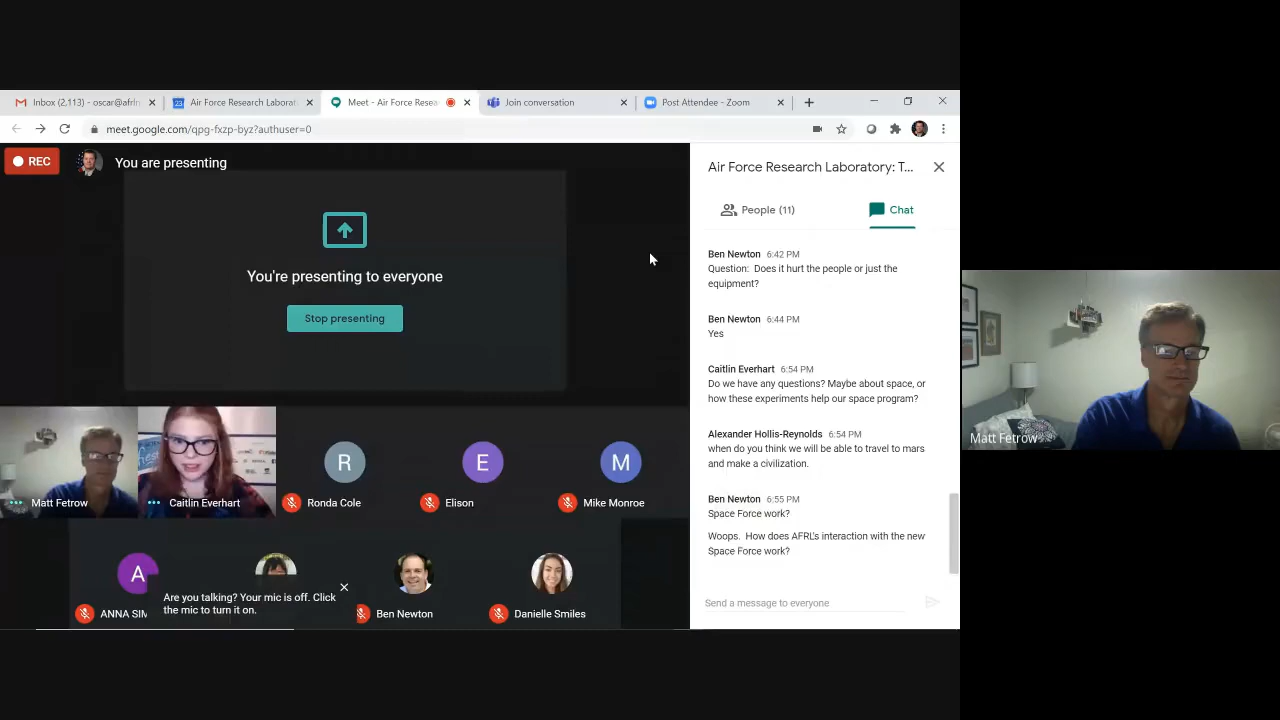 Inbox (2,113) - oscar@afrln
Air Force Research Laborat
Meet - Air Force Resea
Join conversation
Post Attendee - Zoom
meet.google.com/qpg-fxzp-byz?authuser=0
REC
You are presenting
You're presenting to everyone
Stop presenting
Matt Fetrow
Caitlin Everhart
R
Ronda Cole
E
Elison
M
Mike Monroe
A
ANNA SIM
Are you talking? Your mic is off. Click
the mic to turn it on.
Ben Newton
Danielle Smiles
Air Force Research Laboratory: T...
People (11)
Chat
Ben Newton 6:42 PM
Question: Does it hurt the people or just the
equipment?
Ben Newton 6:44 PM
Yes
Caitlin Everhart 6:54 PM
Do we have any questions? Maybe about space, or
how these experiments help our space program?
Alexander Hollis-Reynolds 6:54 PM
when do you think we will be able to travel to mars
and make a civilization.
Ben Newton 6:55 PM
Space Force work?
Woops. How does AFRL's interaction with the new
Space Force work?
Send a message to everyone
Matt Fetrow